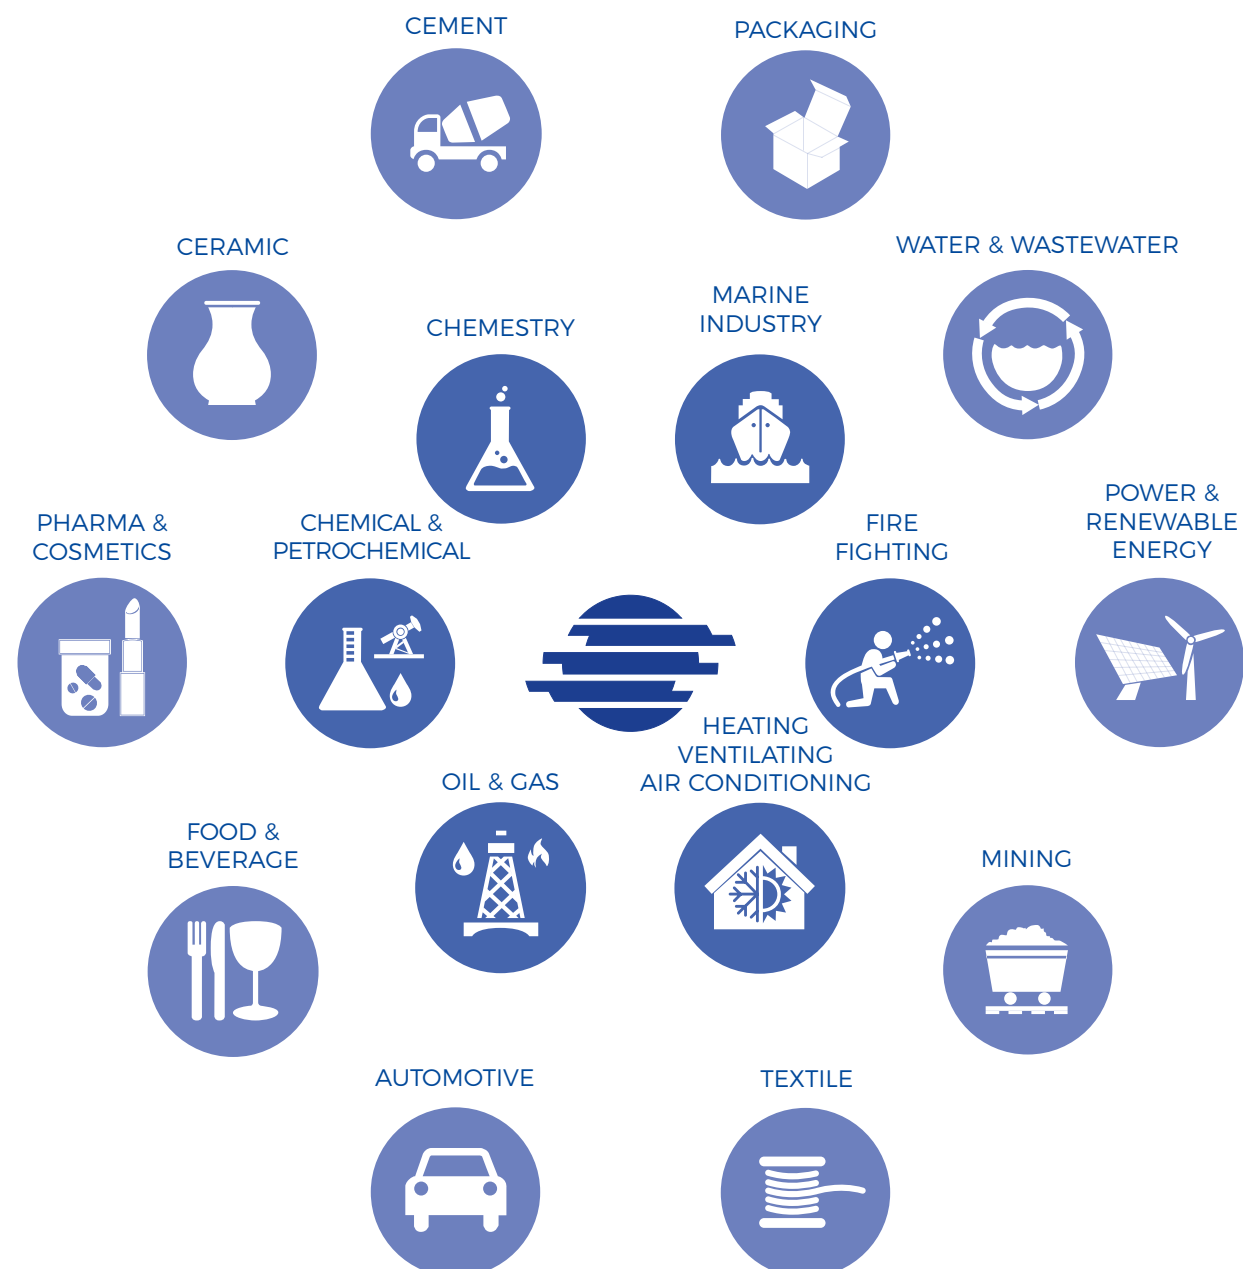 CEMENT
PACKAGING
CERAMIC
WATER & WASTEWATER
CHEMESTRY
MARINE
INDUSTRY
PHARMA &
COSMETICS
CHEMICAL &
PETROCHEMICAL
FIRE
FIGHTING
POWER &
RENEWABLE
ENERGY
OIL & GAS
HEATING
VENTILATING
AIR CONDITIONING
FOOD &
BEVERAGE
MINING
AUTOMOTIVE
TEXTILE